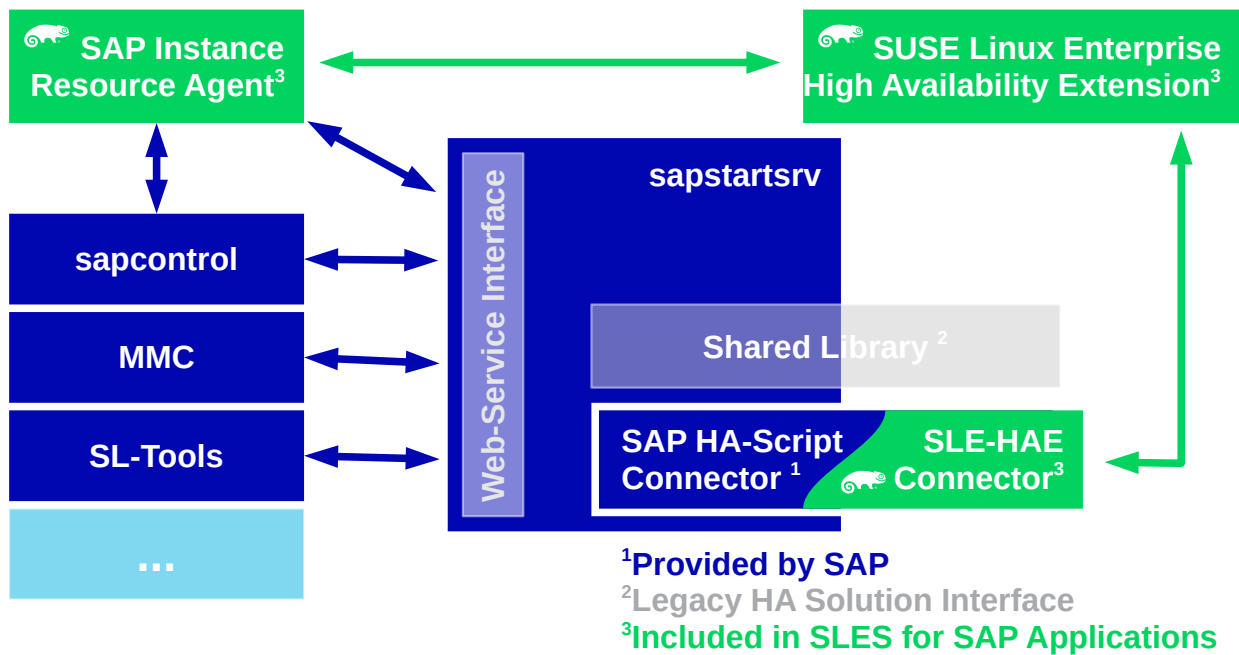 SAP Instance
Resource Agent³
SUSE Linux Enterprise
High Availability Extension³
sapstartsrv
Web-Service Interface
sapcontrol
MMC
SL-Tools
...
Shared Library ²
SAP HA-Script
Connector ¹
SLE-HAE
Connector³
¹Provided by SAP
²Legacy HA Solution Interface
³Included in SLES for SAP Applications